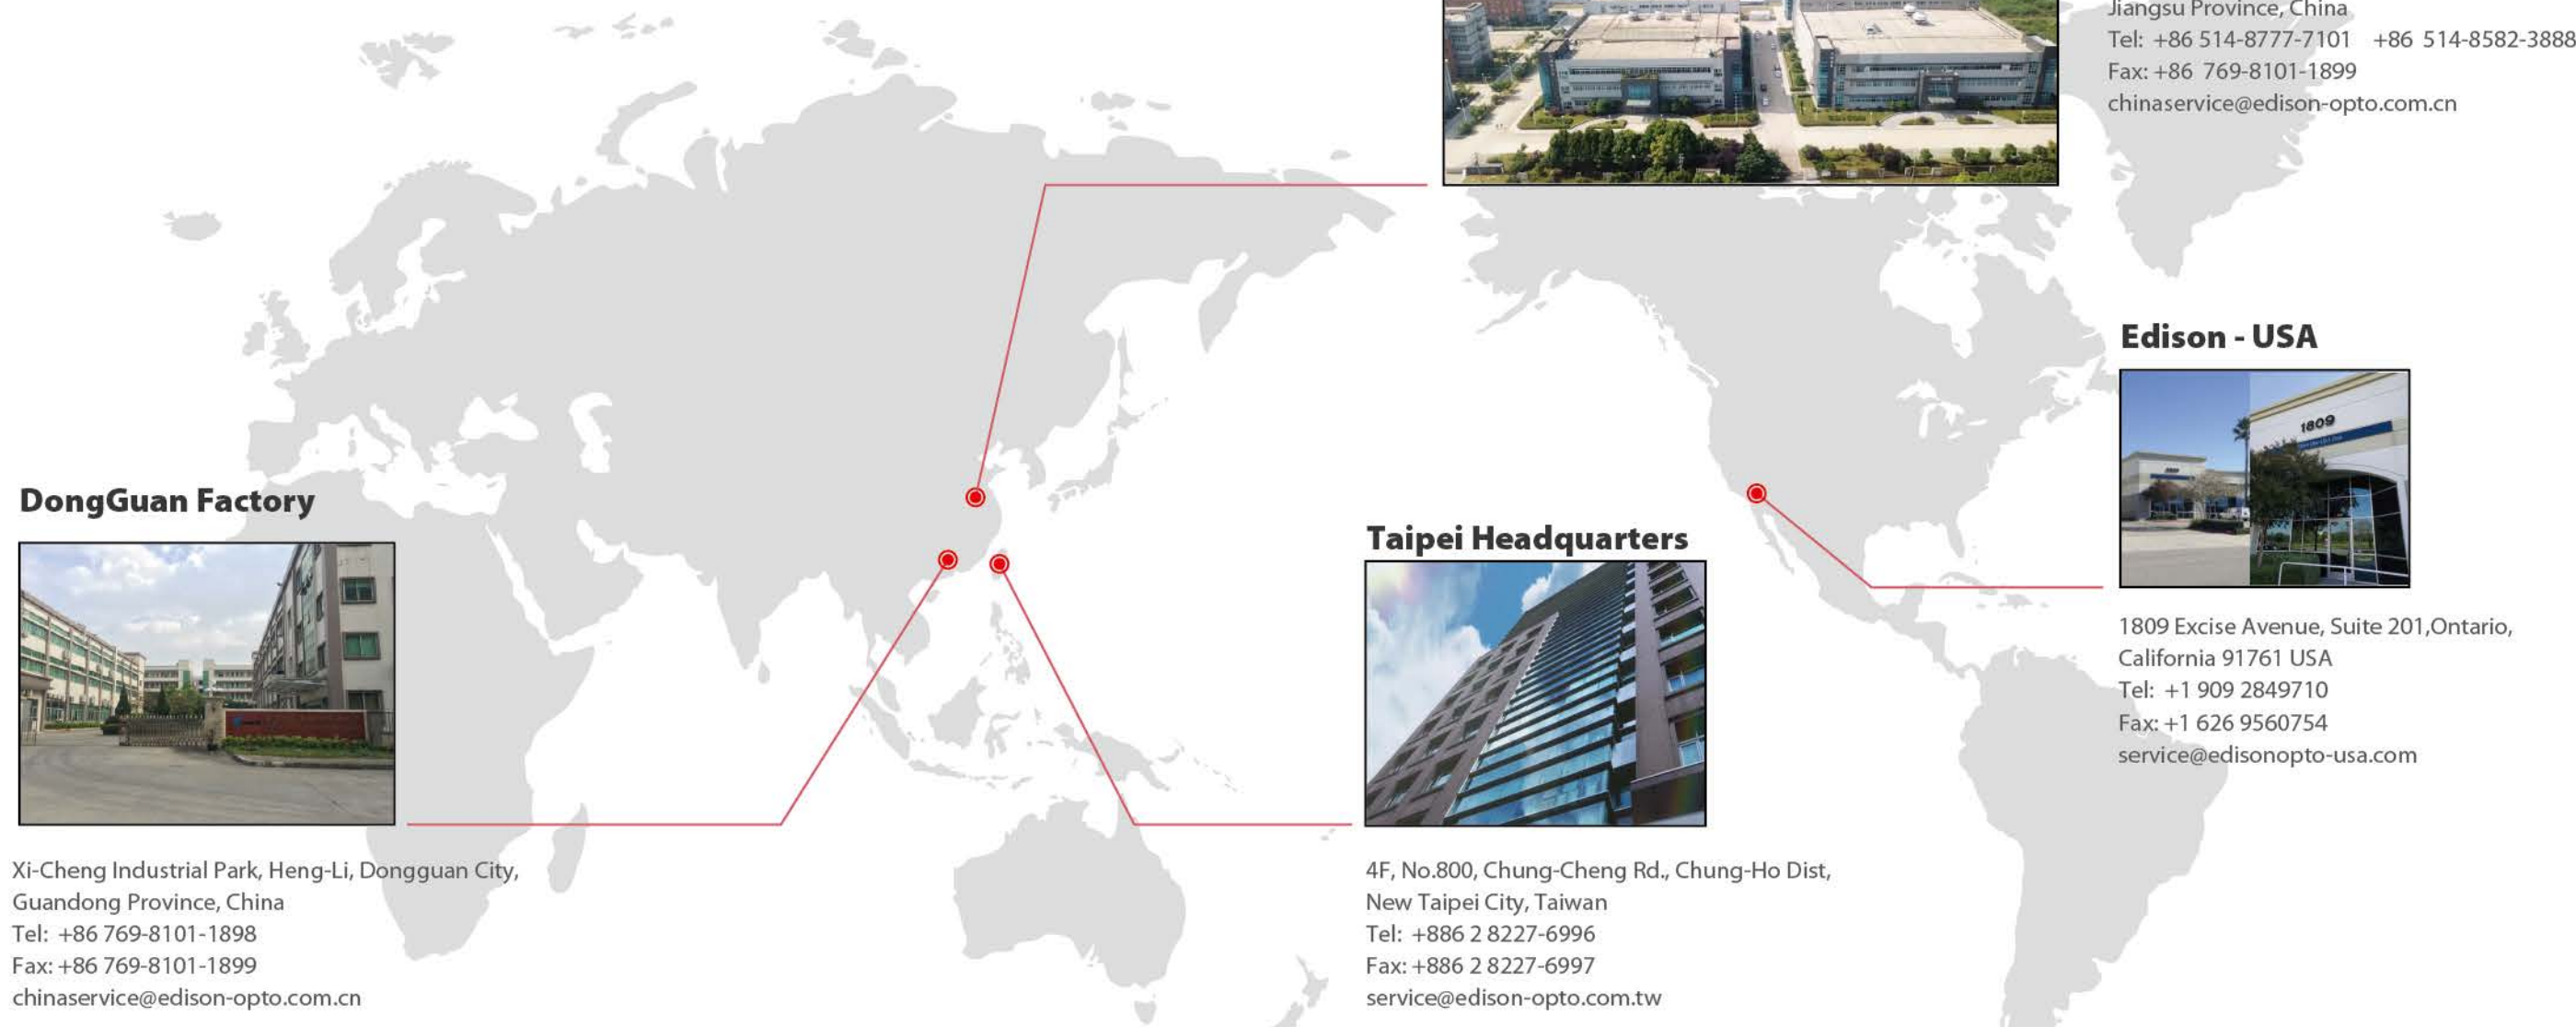 Jiangsu Province, China
Tel: +86 514-8777-7101 +86 514-8582-3888
Fax: +86 769-8101-1899
chinaservice@edison-opto.com.cn
Edison - USA
1809
1809 Excise Avenue, Suite 201,Ontario,
California 91761 USA
Tel: +1 909 2849710
Fax: +1 626 9560754
service@edisonopto-usa.com
DongGuan Factory
Xi-Cheng Industrial Park, Heng-Li, Dongguan City,
Guandong Province, China
Tel: +86 769-8101-1898
Fax: +86 769-8101-1899
chinaservice@edison-opto.com.cn
Taipei Headquarters
4F, No.800, Chung-Cheng Rd., Chung-Ho Dist,
New Taipei City, Taiwan
Tel: +886 2 8227-6996
Fax: +886 2 8227-6997
service@edison-opto.com.tw